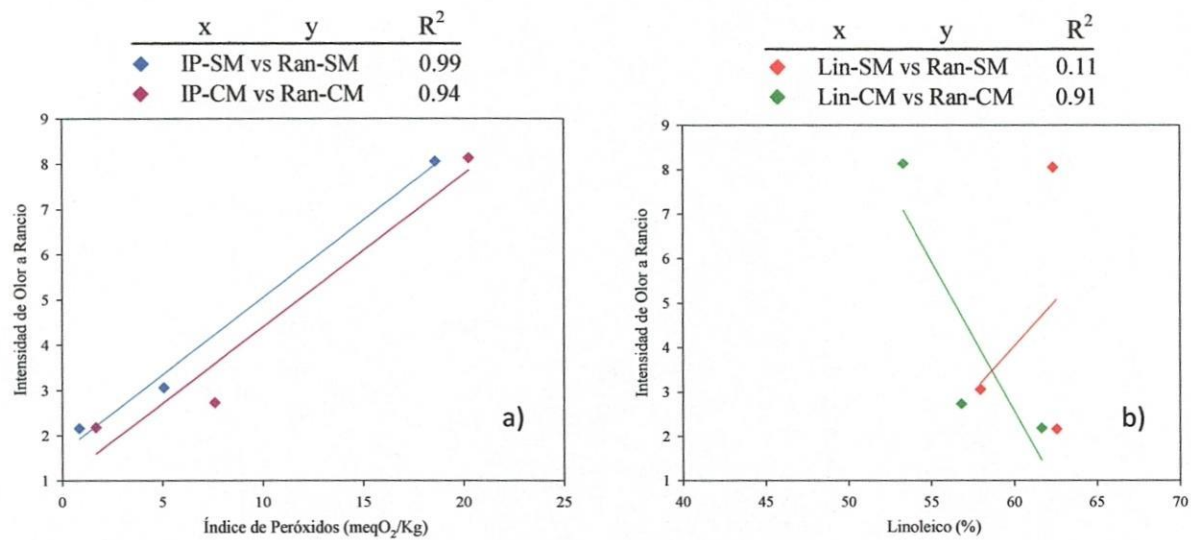 x y R²
IP-SM vs Ran-SM 0.99
IP-CM vs Ran-CM 0.94
9
8
7
6
5
4
3
2
1
Intensidad de Olor a Rancio
a)
0 5 10 15 20 25
Índice de Peróxidos (meqO₂/Kg)
x y R²
Lin-SM vs Ran-SM 0.11
Lin-CM vs Ran-CM 0.91
9
8
7
6
5
4
3
2
1
Intensidad de Olor a Rancio
b)
40 45 50 55 60 65 70
Linoleico (%)